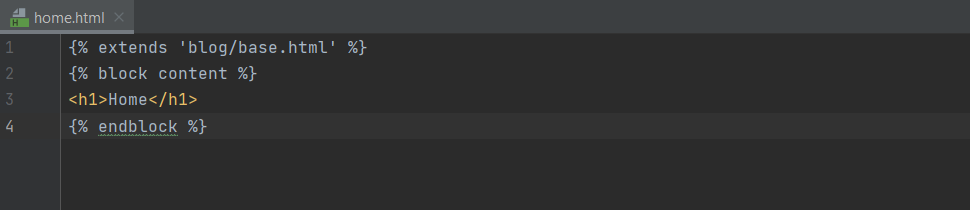 home.html
1 {% extends 'blog/base.html' %}
2 {% block content %}
3 <h1>Home</h1>
4 {% endblock %}